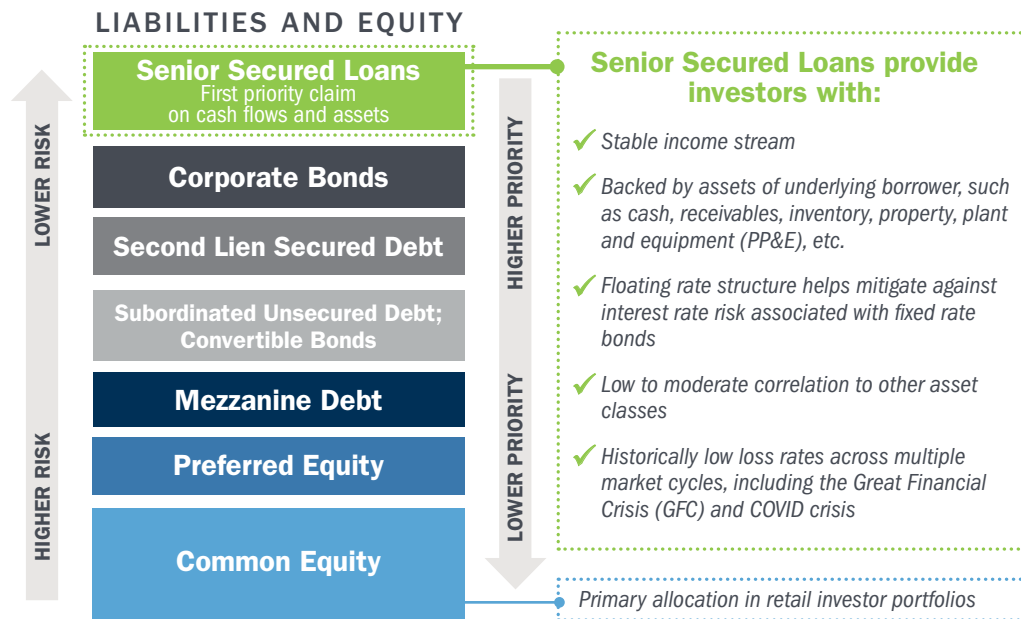 LIABILITIES AND EQUITY
Senior Secured Loans
First priority claim
on cash flows and assets
Corporate Bonds
Second Lien Secured Debt
Subordinated Unsecured Debt;
Convertible Bonds
Mezzanine Debt
Preferred Equity
Common Equity
LOWER RISK
HIGHER RISK
HIGHER PRIORITY
LOWER PRIORITY
Senior Secured Loans provide
investors with:
Stable income stream
Backed by assets of underlying borrower, such
as cash, receivables, inventory, property, plant
and equipment (PP&E), etc.
Floating rate structure helps mitigate against
interest rate risk associated with fixed rate
bonds
Low to moderate correlation to other asset
classes
Historically low loss rates across multiple
market cycles, including the Great Financial
Crisis (GFC) and COVID crisis
Primary allocation in retail investor portfolios